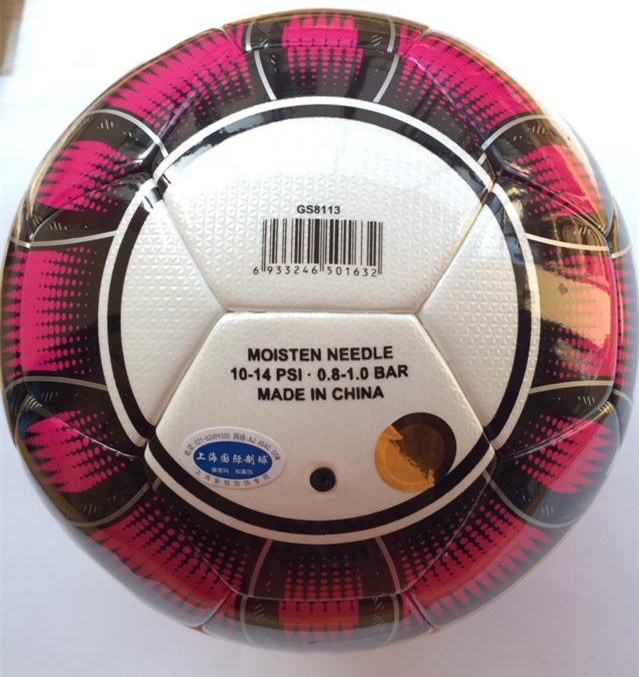 GS8113
6 933246 501632
MOISTEN NEEDLE
10-14 PSI · 0.8-1.0 BAR
MADE IN CHINA
上海国际制球